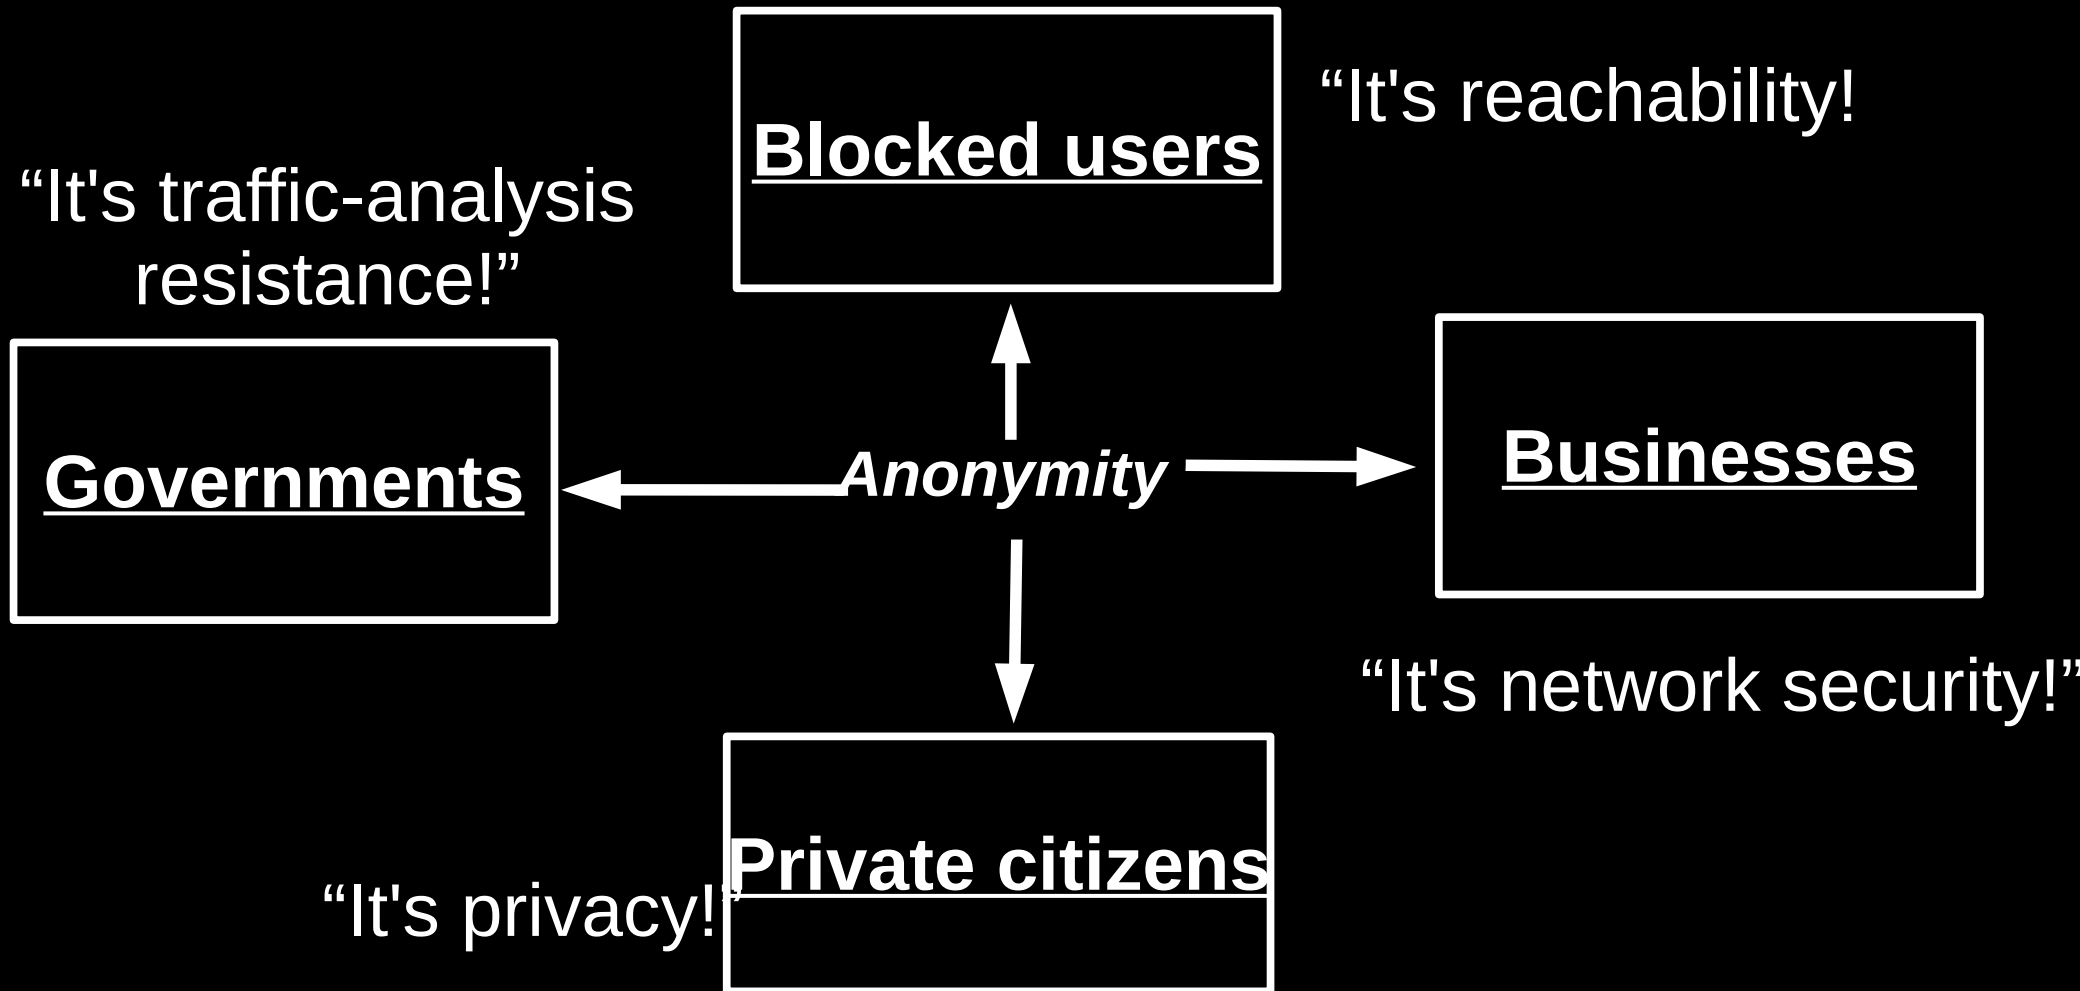 “It's reachability!
Blocked users
“It's traffic-analysis
resistance!”
Governments
Anonymity
Businesses
“It's network security!”
Private citizens
“It's privacy!”